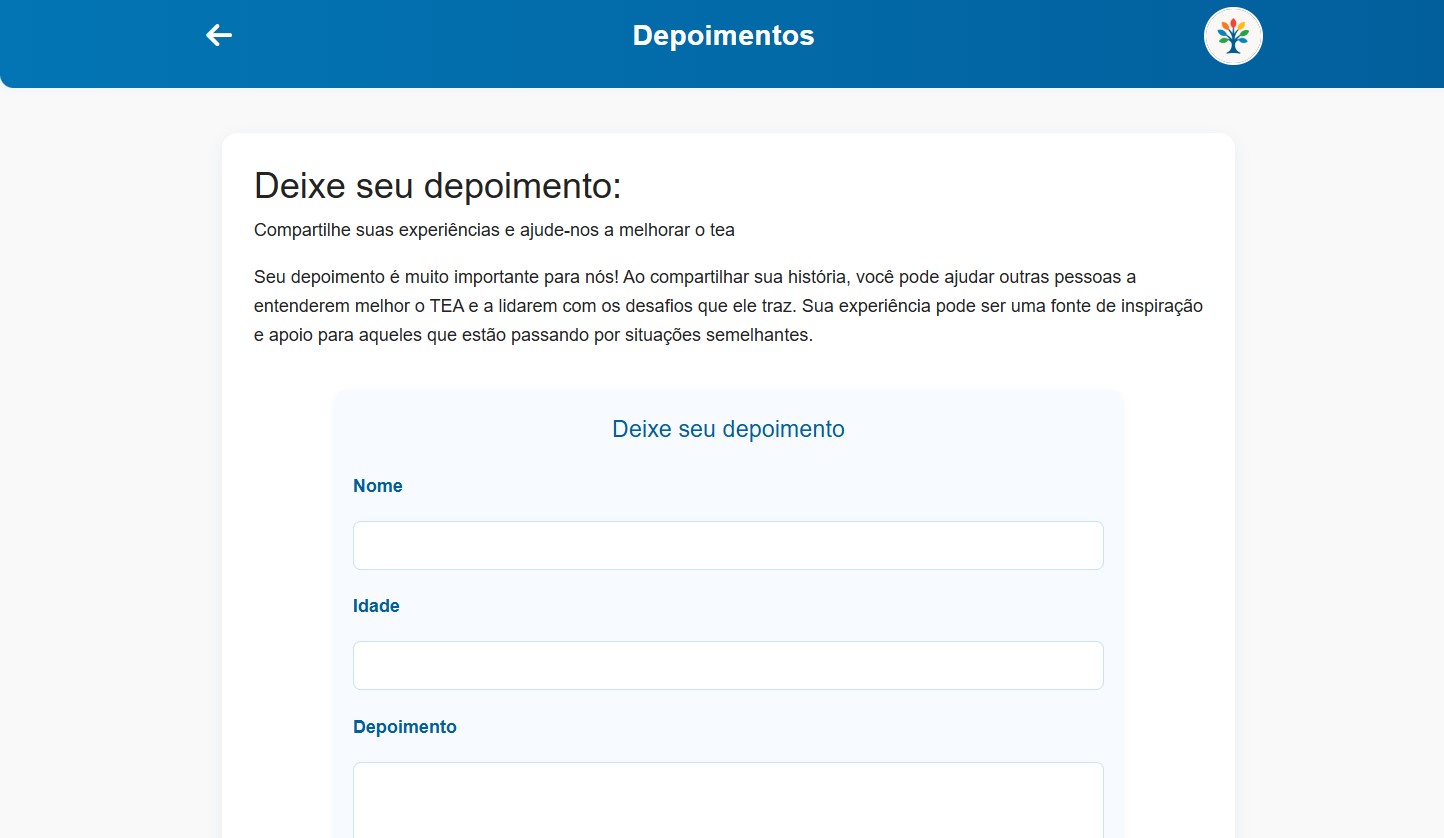 Depoimentos
Deixe seu depoimento:
Compartilhe suas experiências e ajude-nos a melhorar o tea
Seu depoimento é muito importante para nós! Ao compartilhar sua história, você pode ajudar outras pessoas a
entenderem melhor o TEA e a lidarem com os desafios que ele traz. Sua experiência pode ser uma fonte de inspiração
e apoio para aqueles que estão passando por situações semelhantes.
Deixe seu depoimento
Nome
Idade
Depoimento